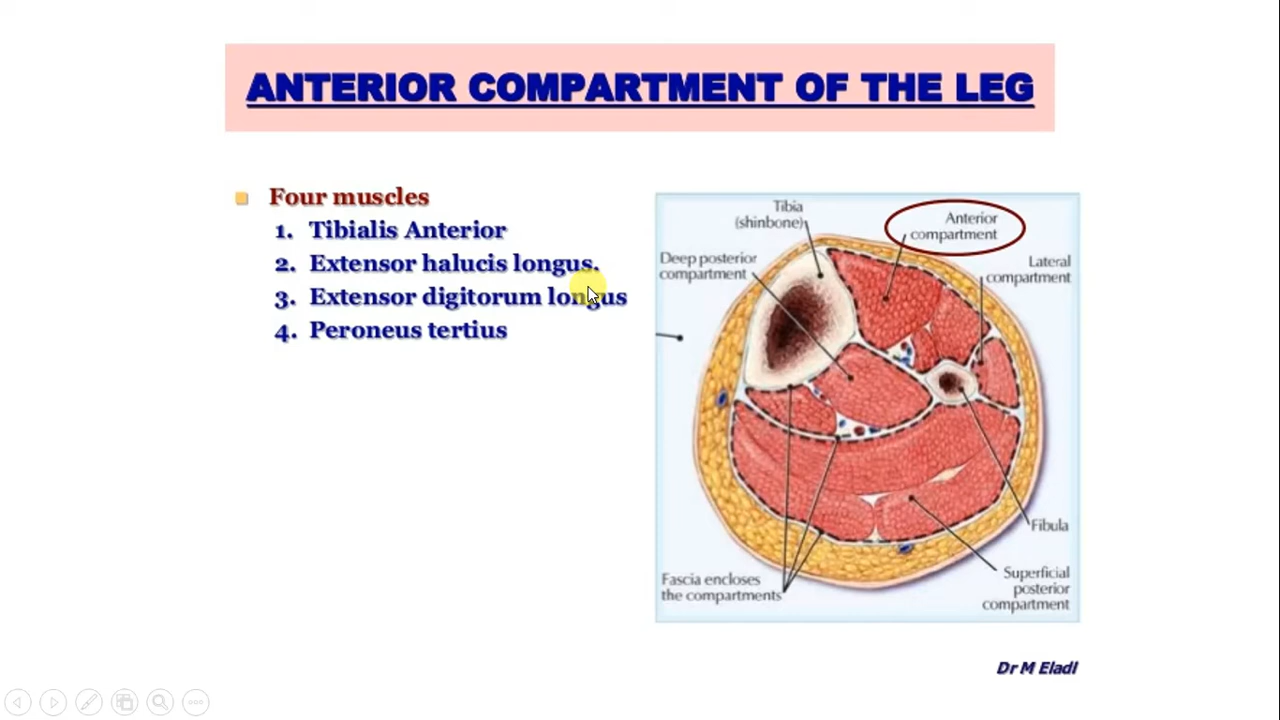 ANTERIOR COMPARTMENT OF THE LEG
Four muscles
1. Tibialis Anterior
2. Extensor halucis longus.
3. Extensor digitorum longus
4. Peroneus tertius
Tibia
(shinbone)
Anterior
compartment
Deep posterior
compartment
Lateral
compartment
Fibula
Fascia encloses
the compartments
Superficial
posterior
compartment
Dr M Eladl